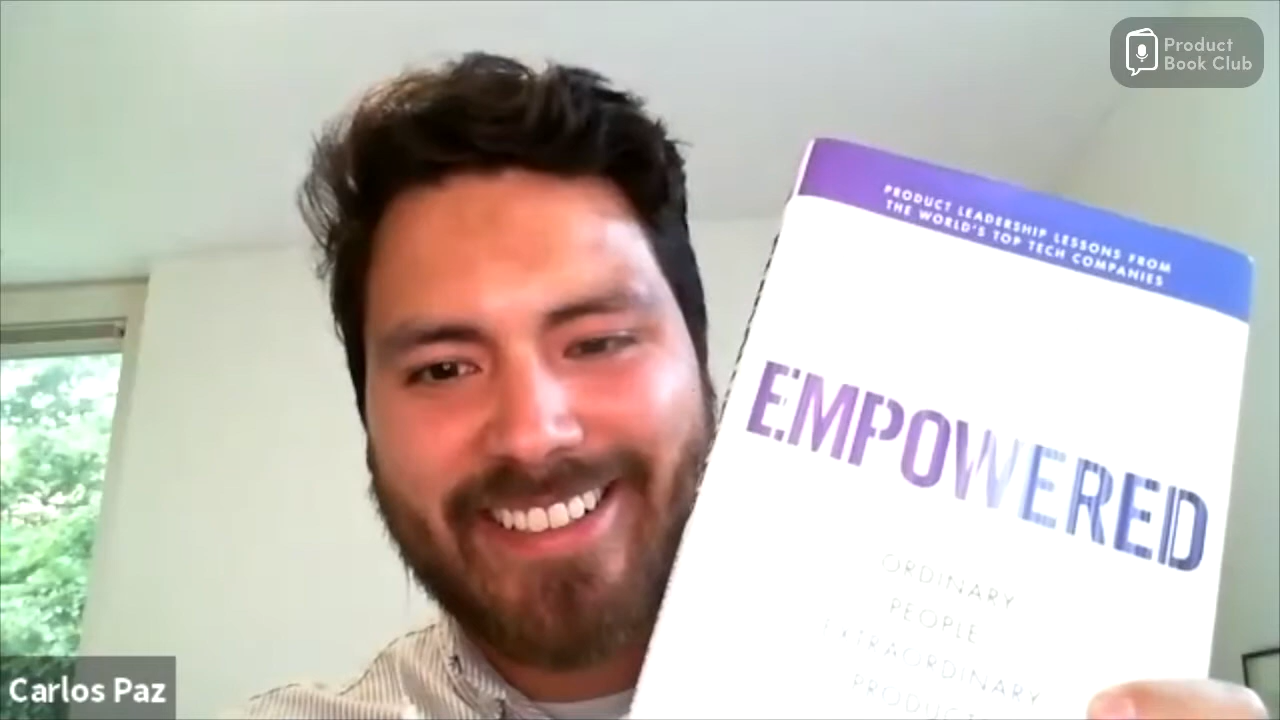 Product
Book Club
PRODUCT LEADERSHIP LESSONS FROM
THE WORLD'S TOP TECH COMPANIES
EMPOWERED
ORDINARY
PEOPLE
EXTRAORDINARY
Carlos Paz